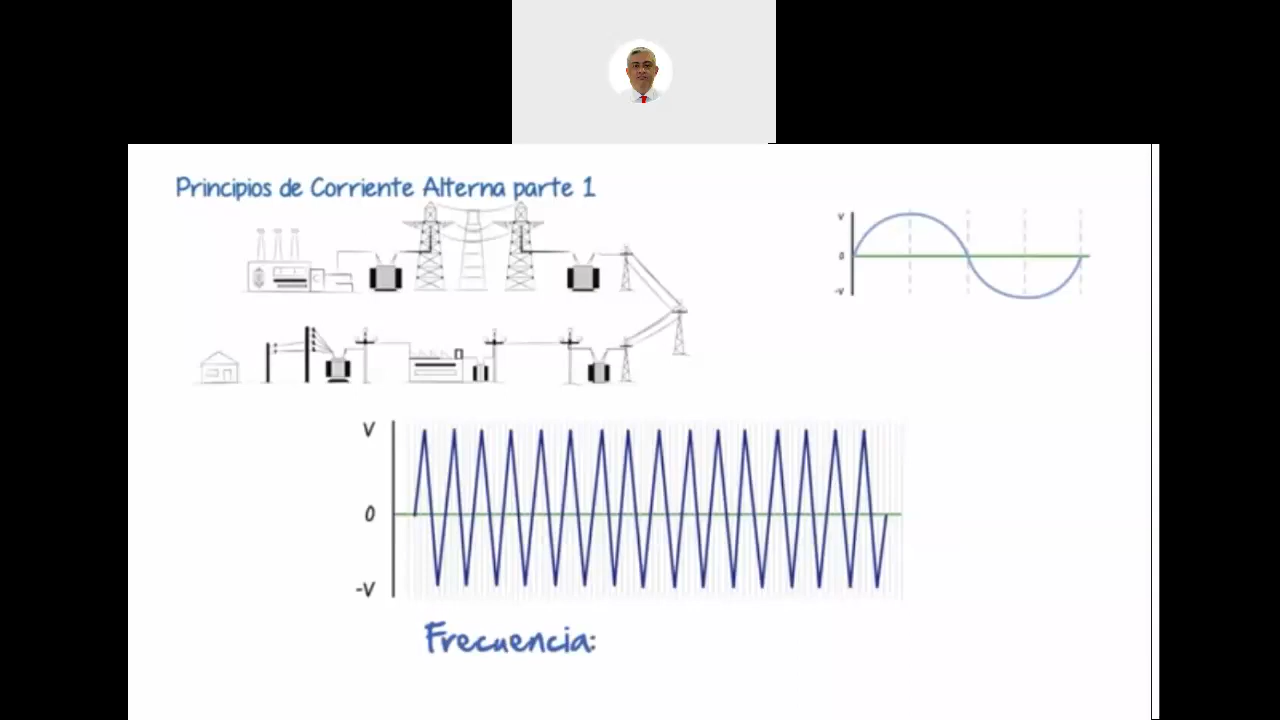 Principios de Corriente Alterna parte 1
V
0
-V
V
0
-V
Frecuencia: